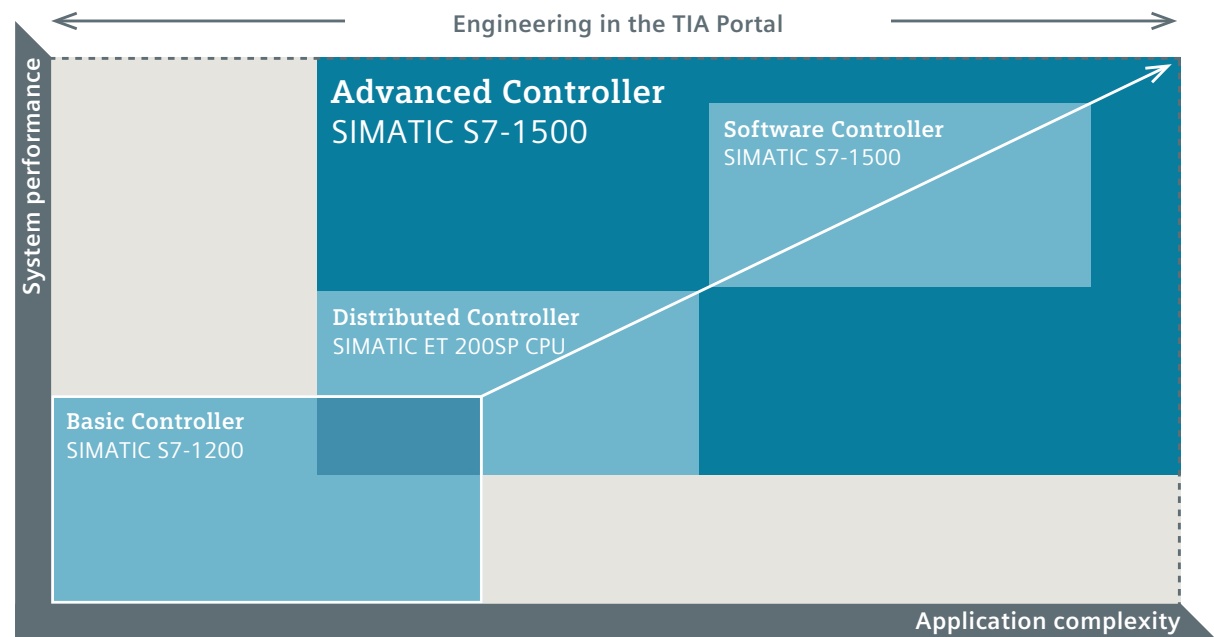 Engineering in the TIA Portal
System performance
Advanced Controller
SIMATIC S7-1500
Software Controller
SIMATIC S7-1500
Distributed Controller
SIMATIC ET 200SP CPU
Basic Controller
SIMATIC S7-1200
Application complexity